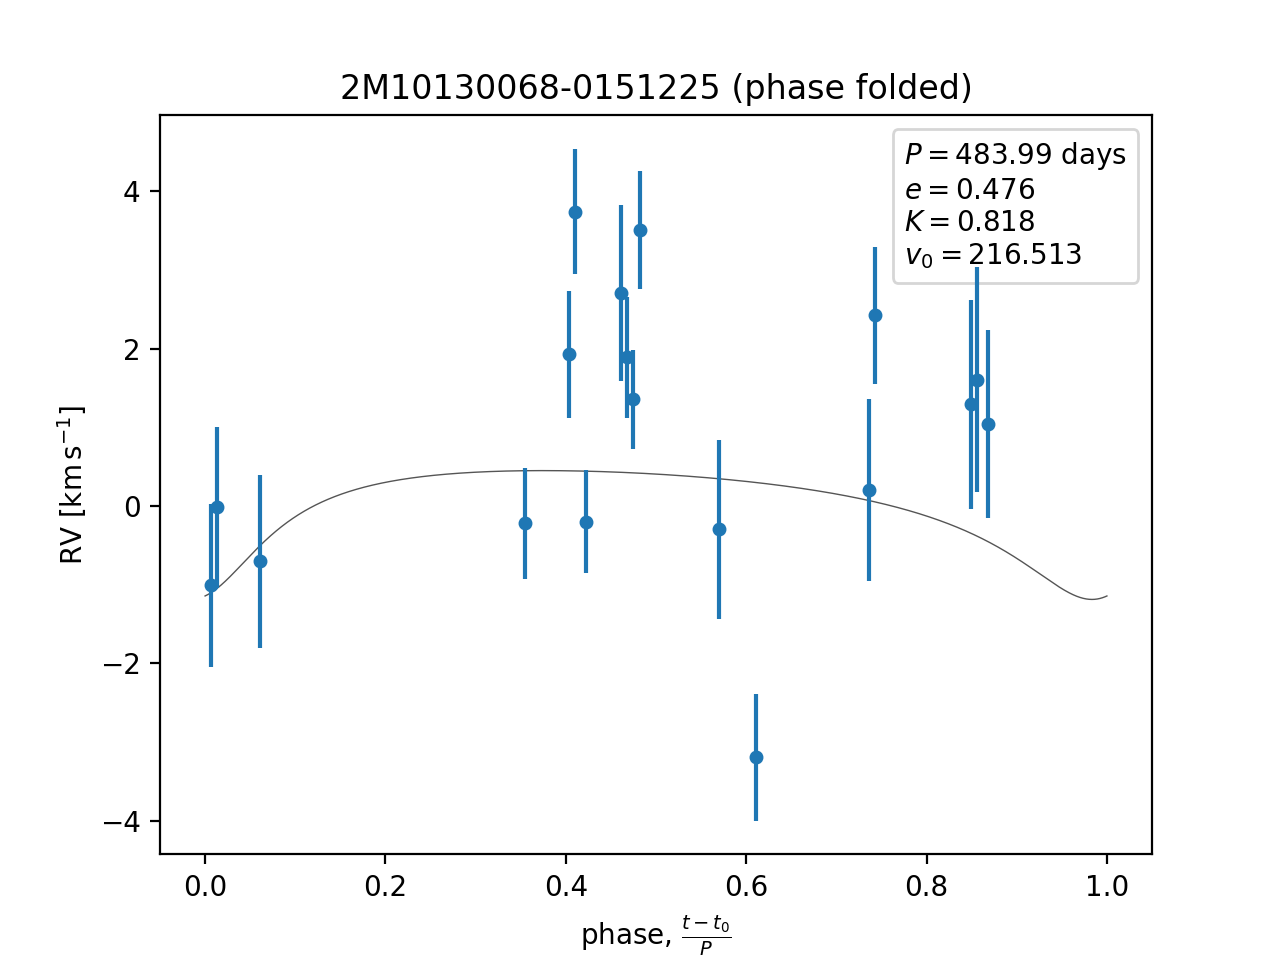 2M10130068-0151225 (phase folded)
P = 483.99 days
e = 0.476
K = 0.818
v₀ = 216.513
4
2
0
−2
−4
RV [km s⁻¹]
0.0 0.2 0.4 0.6 0.8 1.0
phase, (t − t₀)/P